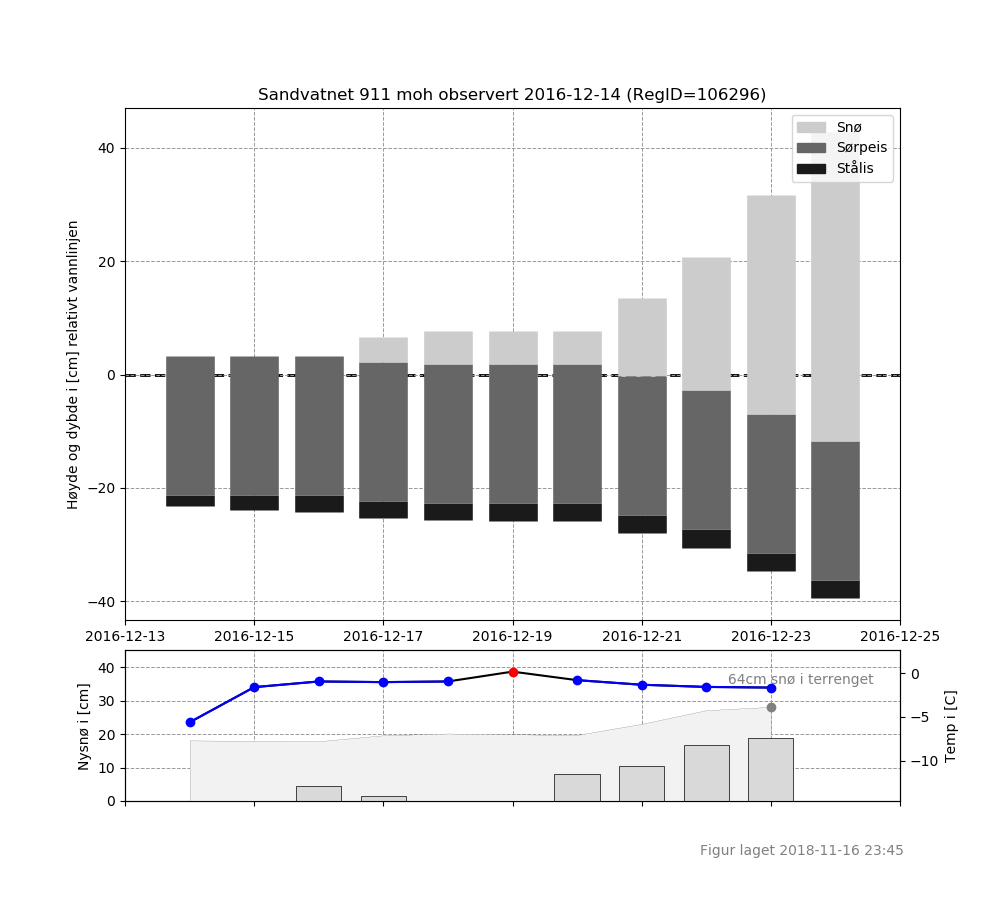 Sandvatnet 911 moh observert 2016-12-14 (RegID=106296)
Snø
Sørpeis
Stålis
Høyde og dybde i [cm] relativt vannlinjen
40
20
0
−20
−40
2016-12-13 2016-12-15 2016-12-17 2016-12-19 2016-12-21 2016-12-23 2016-12-25
Nysnø i [cm]
40
30
20
10
0
64cm snø i terrenget
0
−5
−10
Temp i [C]
Figur laget 2018-11-16 23:45